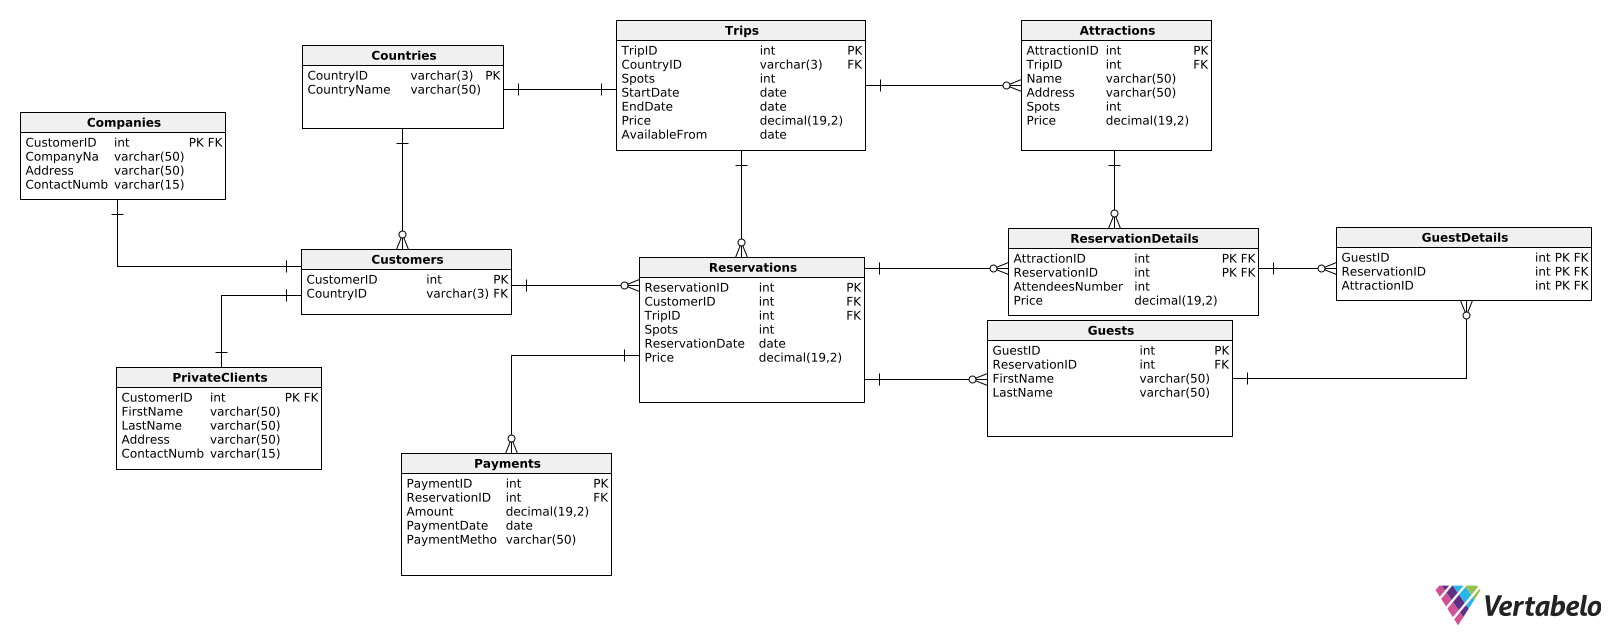 Countries
CountryID varchar(3) PK
CountryName varchar(50)
Trips
TripID int PK
CountryID varchar(3) FK
Spots int
StartDate date
EndDate date
Price decimal(19,2)
AvailableFrom date
Attractions
AttractionID int PK
TripID int FK
Name varchar(50)
Address varchar(50)
Spots int
Price decimal(19,2)
Companies
CustomerID int PK FK
CompanyNa varchar(50)
Address varchar(50)
ContactNumb varchar(15)
Customers
CustomerID int PK
CountryID varchar(3) FK
Reservations
ReservationID int PK
CustomerID int FK
TripID int FK
Spots int
ReservationDate date
Price decimal(19,2)
ReservationDetails
AttractionID int PK FK
ReservationID int PK FK
AttendeesNumber int
Price decimal(19,2)
GuestDetails
GuestID int PK FK
ReservationID int PK FK
AttractionID int PK FK
Guests
GuestID int PK
ReservationID int FK
FirstName varchar(50)
LastName varchar(50)
PrivateClients
CustomerID int PK FK
FirstName varchar(50)
LastName varchar(50)
Address varchar(50)
ContactNumb varchar(15)
Payments
PaymentID int PK
ReservationID int FK
Amount decimal(19,2)
PaymentDate date
PaymentMetho varchar(50)
Vertabelo